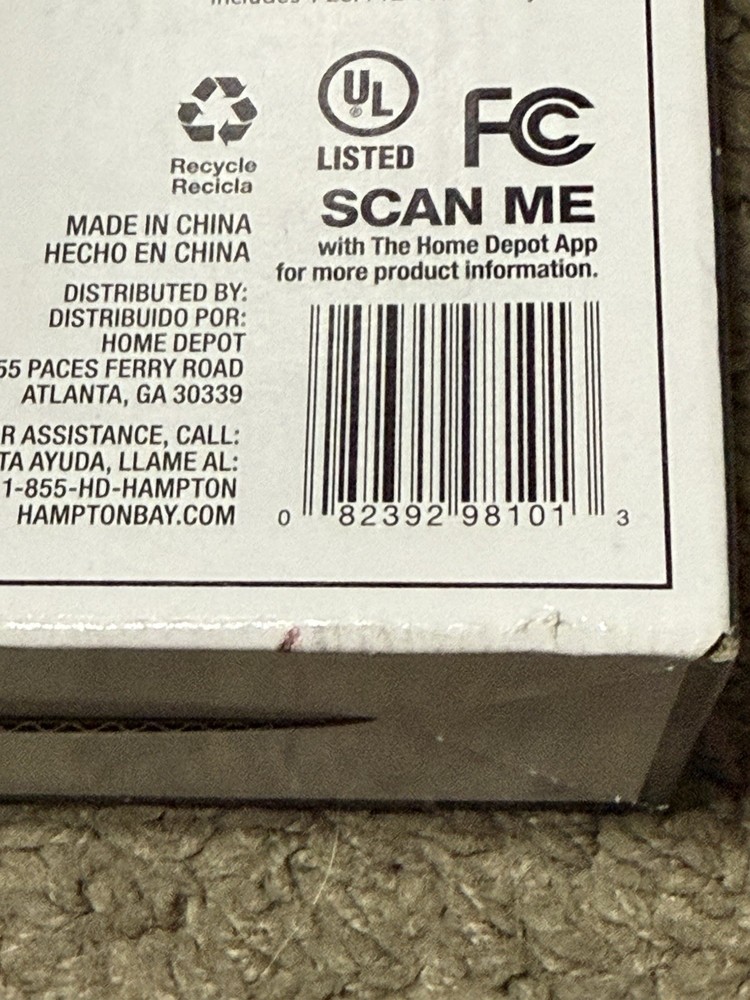 Recycle
Recicla
UL
®
LISTED
FC
SCAN ME
with The Home Depot App
for more product information.
MADE IN CHINA
HECHO EN CHINA
DISTRIBUTED BY:
DISTRIBUIDO POR:
HOME DEPOT
55 PACES FERRY ROAD
ATLANTA, GA 30339
R ASSISTANCE, CALL:
TA AYUDA, LLAME AL:
1-855-HD-HAMPTON
HAMPTONBAY.COM
0 82392 98101 3